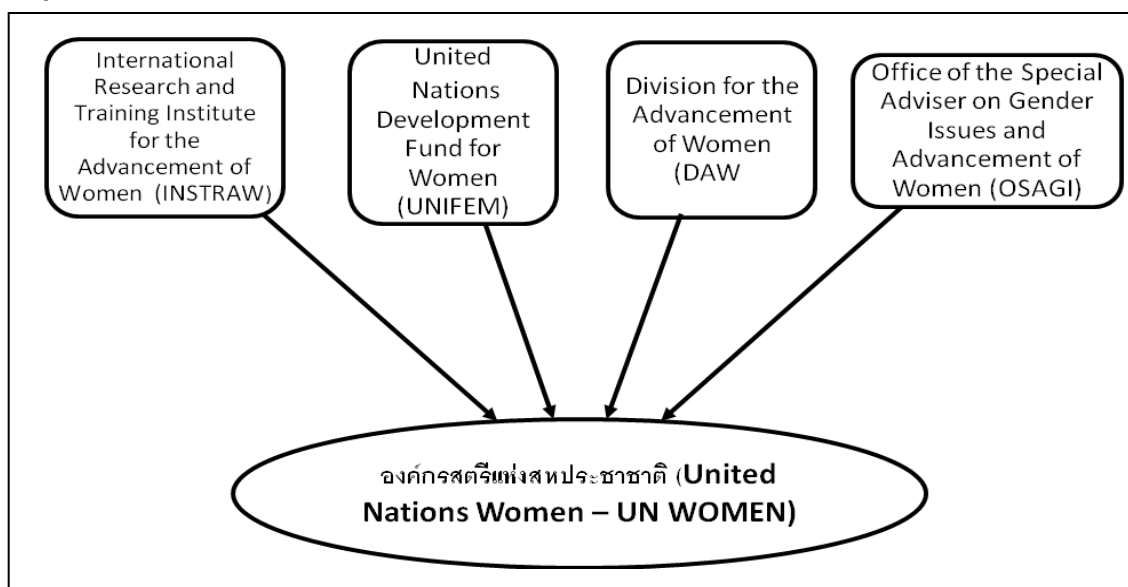 International
Research and
Training Institute
for the
Advancement of
Women (INSTRAW)
United
Nations
Development
Fund for
Women
(UNIFEM)
Division for the
Advancement
of Women
(DAW
Office of the Special
Adviser on Gender
Issues and
Advancement of
Women (OSAGI)
องค์กรสตรีแห่งสหประชาชาติ (United
Nations Women – UN WOMEN)